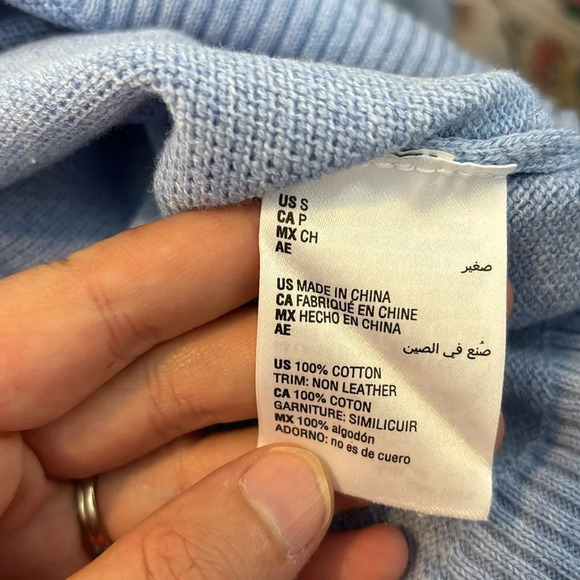 US S
CA P
MX CH
AE
صغير
US MADE IN CHINA
CA FABRIQUÉ EN CHINE
MX HECHO EN CHINA
AE
صُنع في الصين
US 100% COTTON
TRIM: NON LEATHER
CA 100% COTON
GARNITURE: SIMILICUIR
MX 100% algodón
ADORNO: no es de cuero